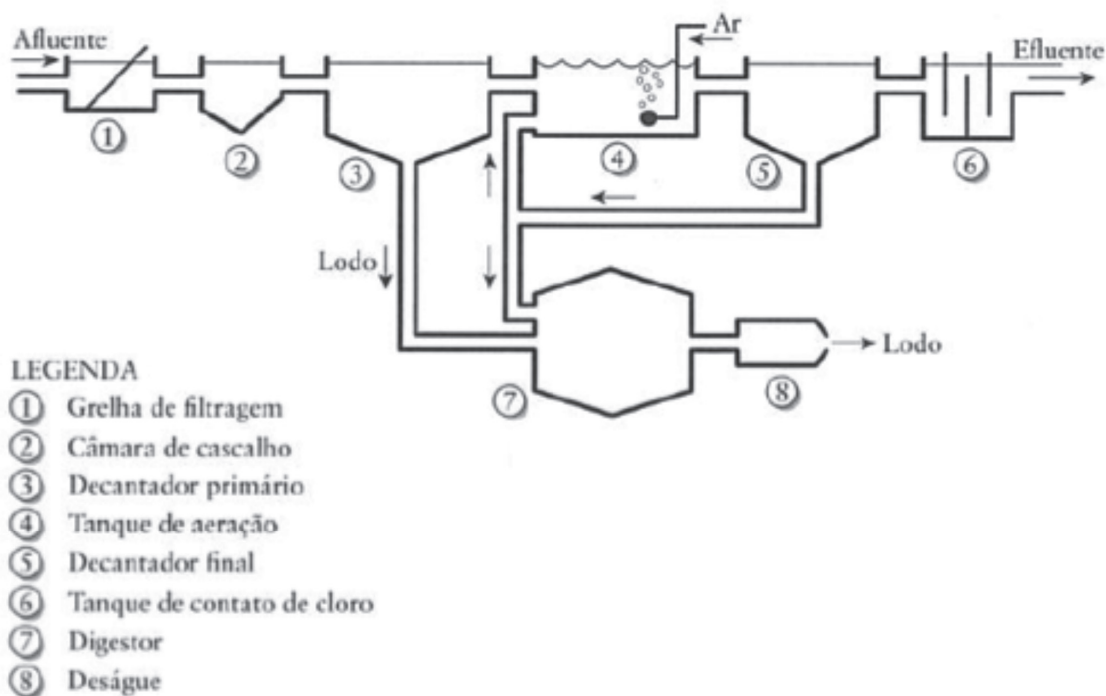 Afluente
Ar
Efluente
1
2
3
4
5
6
Lodo
7
8
Lodo
LEGENDA
1 Grelha de filtragem
2 Câmara de cascalho
3 Decantador primário
4 Tanque de aeração
5 Decantador final
6 Tanque de contato de cloro
7 Digestor
8 Deságue